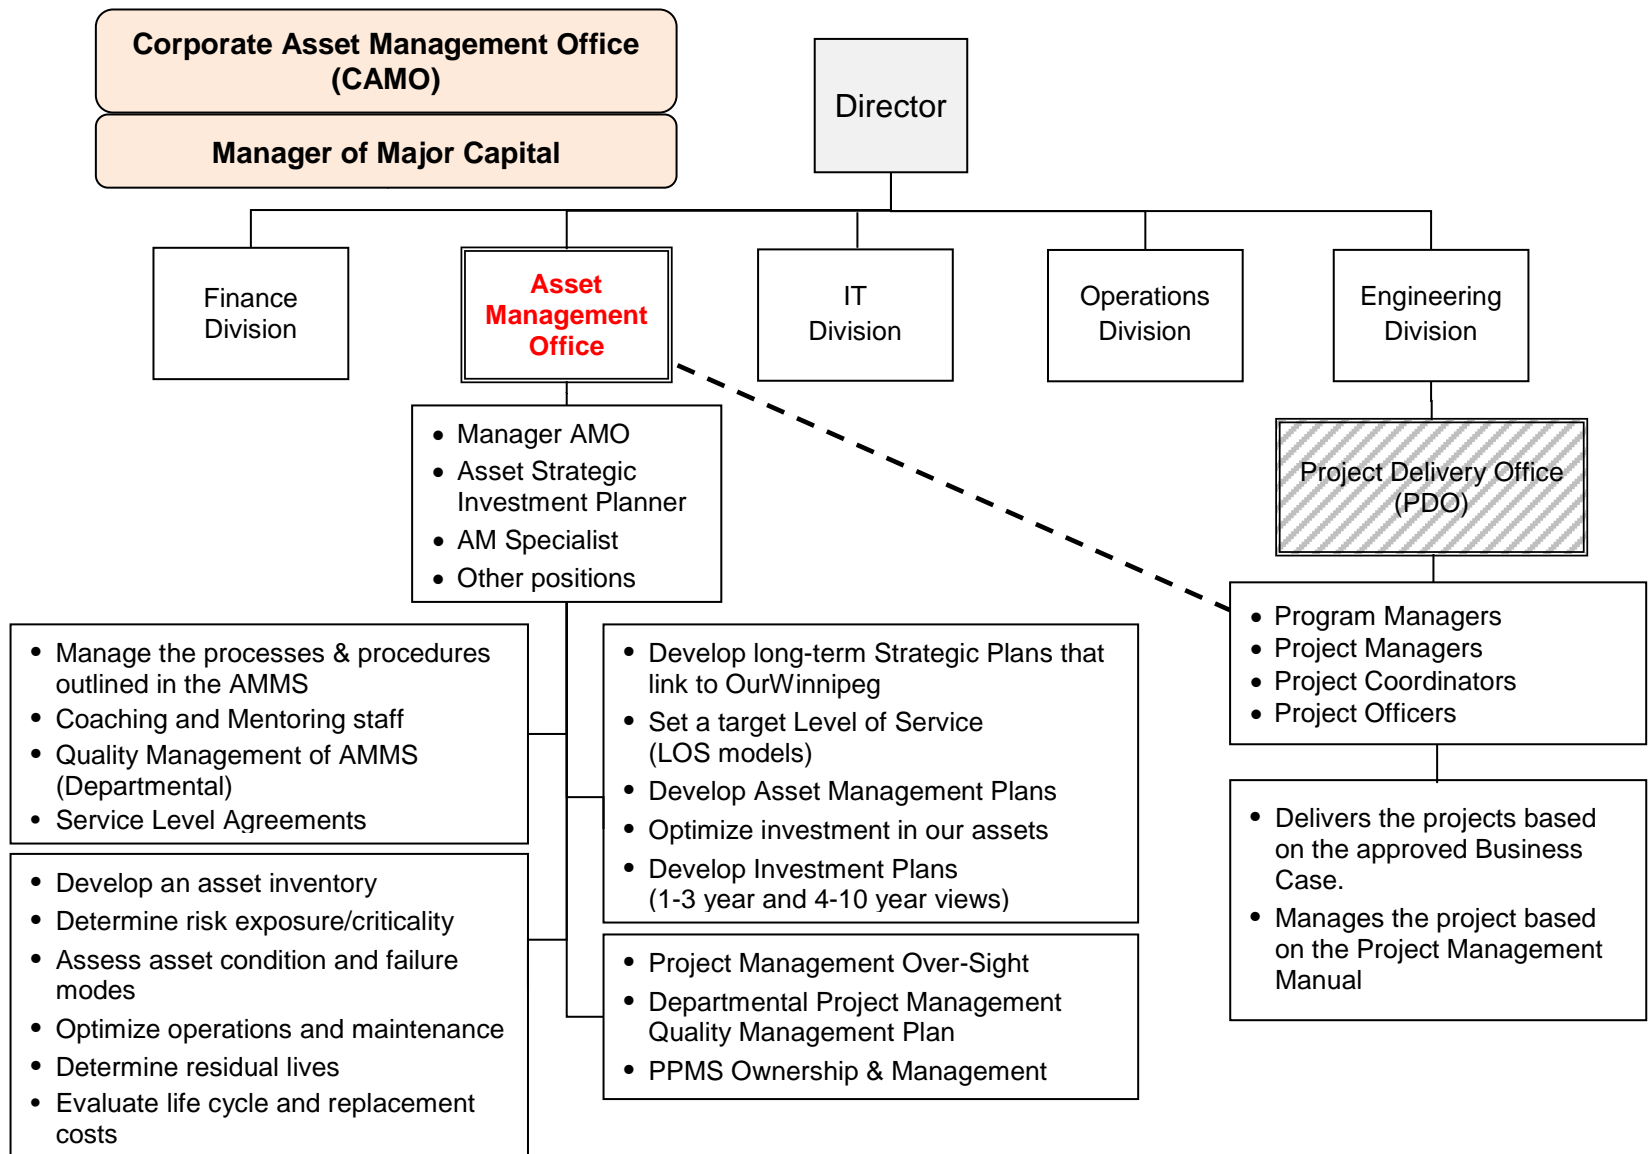 Corporate Asset Management Office
(CAMO)
Manager of Major Capital
Director
Finance
Division
Asset
Management
Office
IT
Division
Operations
Division
Engineering
Division
• Manager AMO
• Asset Strategic
Investment Planner
• AM Specialist
• Other positions
Project Delivery Office
(PDO)
• Program Managers
• Project Managers
• Project Coordinators
• Project Officers
• Manage the processes & procedures
outlined in the AMMS
• Coaching and Mentoring staff
• Quality Management of AMMS
(Departmental)
• Service Level Agreements
• Develop long-term Strategic Plans that
link to OurWinnipeg
• Set a target Level of Service
(LOS models)
• Develop Asset Management Plans
• Optimize investment in our assets
• Develop Investment Plans
(1-3 year and 4-10 year views)
• Delivers the projects based
on the approved Business
Case.
• Manages the project based
on the Project Management
Manual
• Develop an asset inventory
• Determine risk exposure/criticality
• Assess asset condition and failure
modes
• Optimize operations and maintenance
• Determine residual lives
• Evaluate life cycle and replacement
costs
• Project Management Over-Sight
• Departmental Project Management
Quality Management Plan
• PPMS Ownership & Management